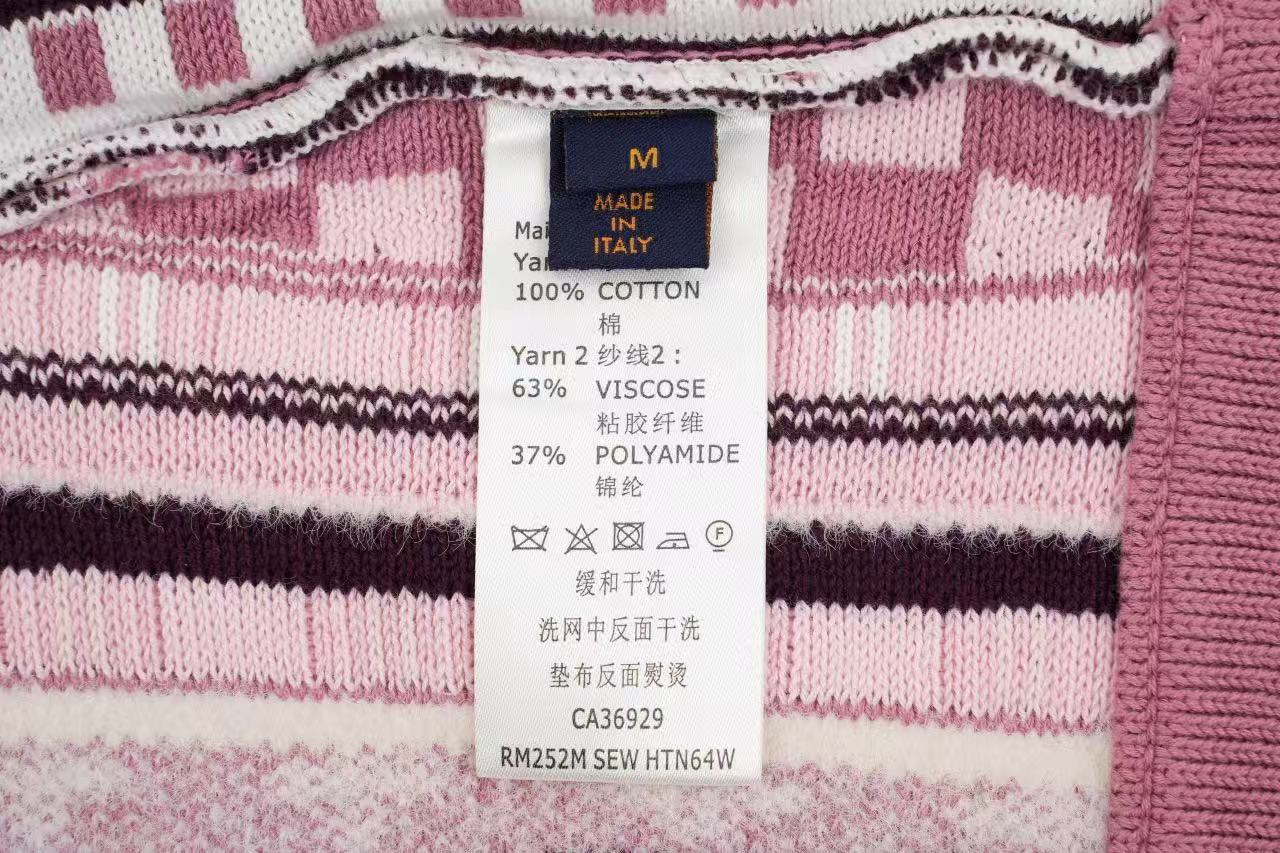 M
MADE
IN
ITALY
100% COTTON
棉
Yarn 2 纱线2:
63% VISCOSE
粘胶纤维
37% POLYAMIDE
锦纶
F
缓和干洗
洗网中反面干洗
垫布反面熨烫
CA36929
RM252M SEW HTN64W